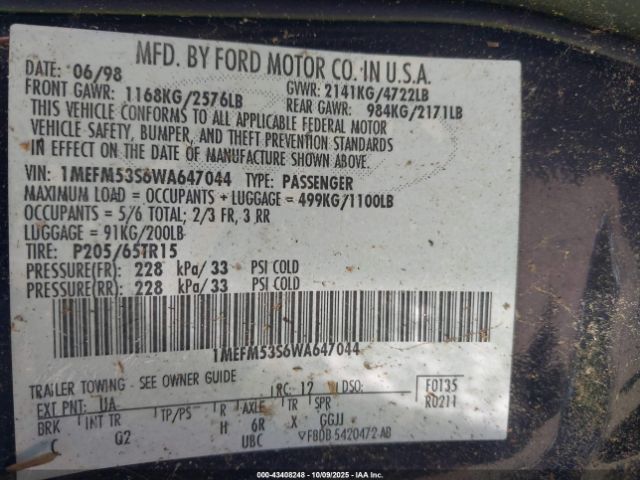 MFD. BY FORD MOTOR CO. IN U.S.A.
DATE: 06/98 GVWR: 2141KG/4722LB
FRONT GAWR: 1168KG/2576LB REAR GAWR: 984KG/2171LB
THIS VEHICLE CONFORMS TO ALL APPLICABLE FEDERAL MOTOR
VEHICLE SAFETY, BUMPER, AND THEFT PREVENTION STANDARDS
IN EFFECT ON THE DATE OF MANUFACTURE SHOWN ABOVE.
VIN: 1MEFM53S6WA647044 TYPE: PASSENGER
MAXIMUM LOAD = OCCUPANTS + LUGGAGE = 499KG/1100LB
OCCUPANTS = 5/6 TOTAL; 2/3 FR, 3 RR
LUGGAGE = 91KG/200LB
TIRE: P205/65TR15
PRESSURE(FR): 228 kPa/33 PSI COLD
PRESSURE(RR): 228 kPa/33 PSI COLD
1MEFM53S6WA647044
TRAILER TOWING - SEE OWNER GUIDE
EXT PNT: UA RC: 12 DSO: F0135
BRK INT TR TP/PS R AXLE TR SPR R0211
C G2 H 6R X GGJJ
UBC F8DB 5420472 AB
10-43408248 - 10/09/2025 - IAAI.com